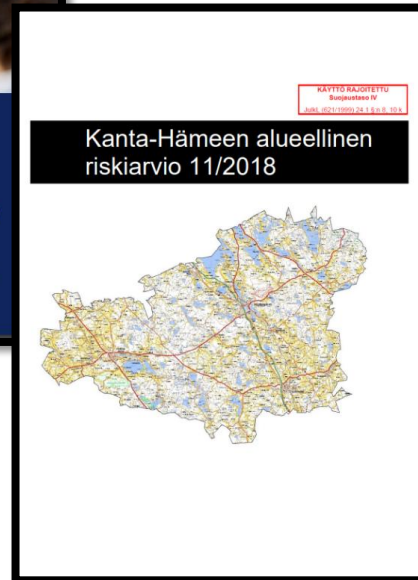 KÄYTTÖ RAJOITETTU
Suojaustaso IV
JulkL (621/1999) 24.1 §:n 8, 10 k
Kanta-Hämeen alueellinen
riskiarvio 11/2018